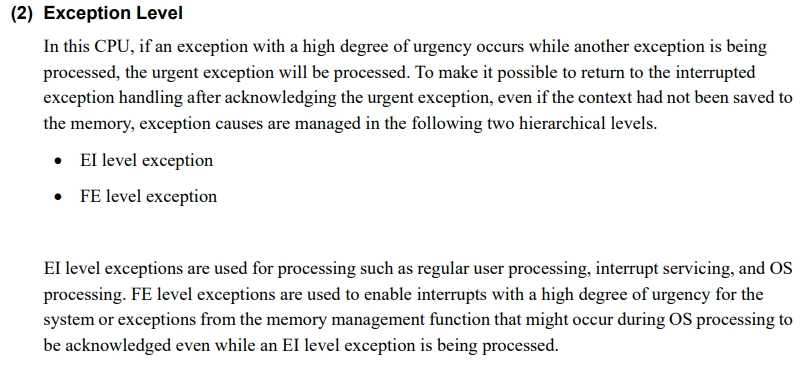 (2) Exception Level
In this CPU, if an exception with a high degree of urgency occurs while another exception is being
processed, the urgent exception will be processed. To make it possible to return to the interrupted
exception handling after acknowledging the urgent exception, even if the context had not been saved to
the memory, exception causes are managed in the following two hierarchical levels.
• EI level exception
• FE level exception
EI level exceptions are used for processing such as regular user processing, interrupt servicing, and OS
processing. FE level exceptions are used to enable interrupts with a high degree of urgency for the
system or exceptions from the memory management function that might occur during OS processing to
be acknowledged even while an EI level exception is being processed.